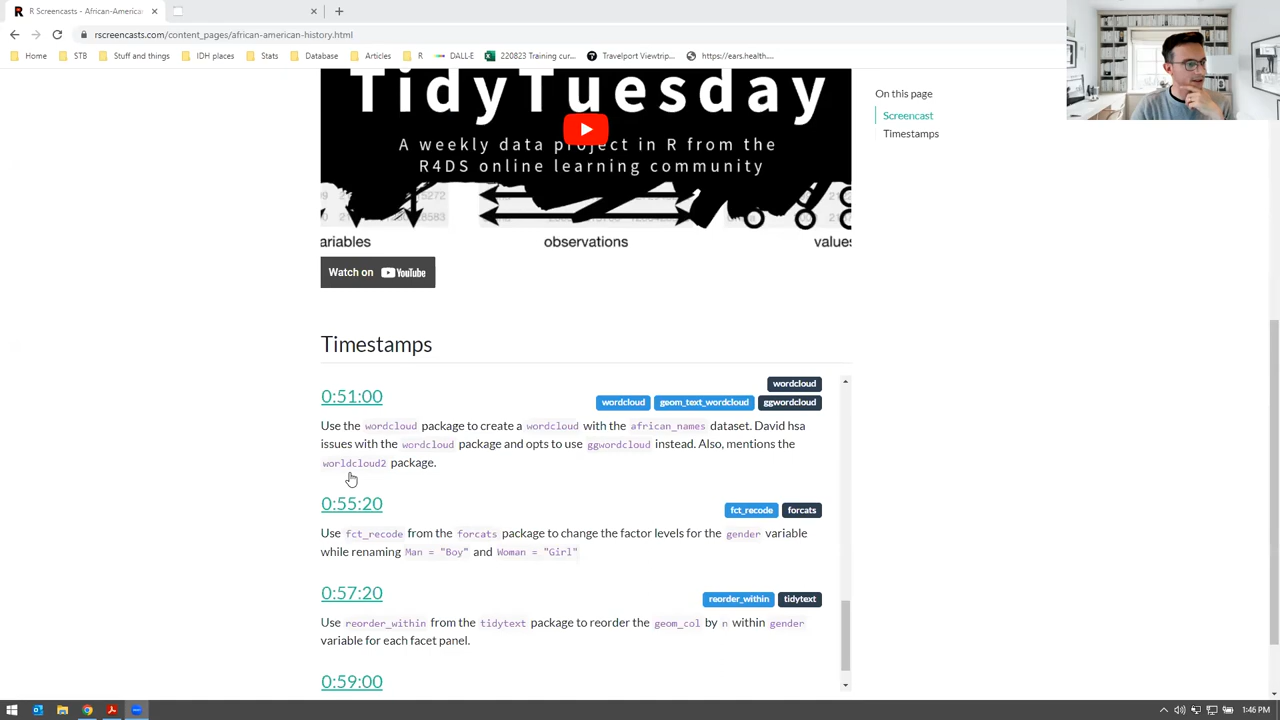 R Screencasts - African-American
rscreencasts.com/content_pages/african-american-history.html
Home STB Stuff and things IDH places Stats Database Articles R DALL·E 220823 Training cur... Travelport Viewtrip... https://ears.health....
TidyTuesday
A weekly data project in R from the
R4DS online learning community
ariables observations values
Watch on YouTube
On this page
Screencast
Timestamps
Timestamps
wordcloud
0:51:00 wordcloud geom_text_wordcloud ggwordcloud
Use the wordcloud package to create a wordcloud with the african_names dataset. David hsa
issues with the wordcloud package and opts to use ggwordcloud instead. Also, mentions the
worldcloud2 package.
0:55:20 fct_recode forcats
Use fct_recode from the forcats package to change the factor levels for the gender variable
while renaming Man = "Boy" and Woman = "Girl"
0:57:20 reorder_within tidytext
Use reorder_within from the tidytext package to reorder the geom_col by n within gender
variable for each facet panel.
0:59:00
1:46 PM